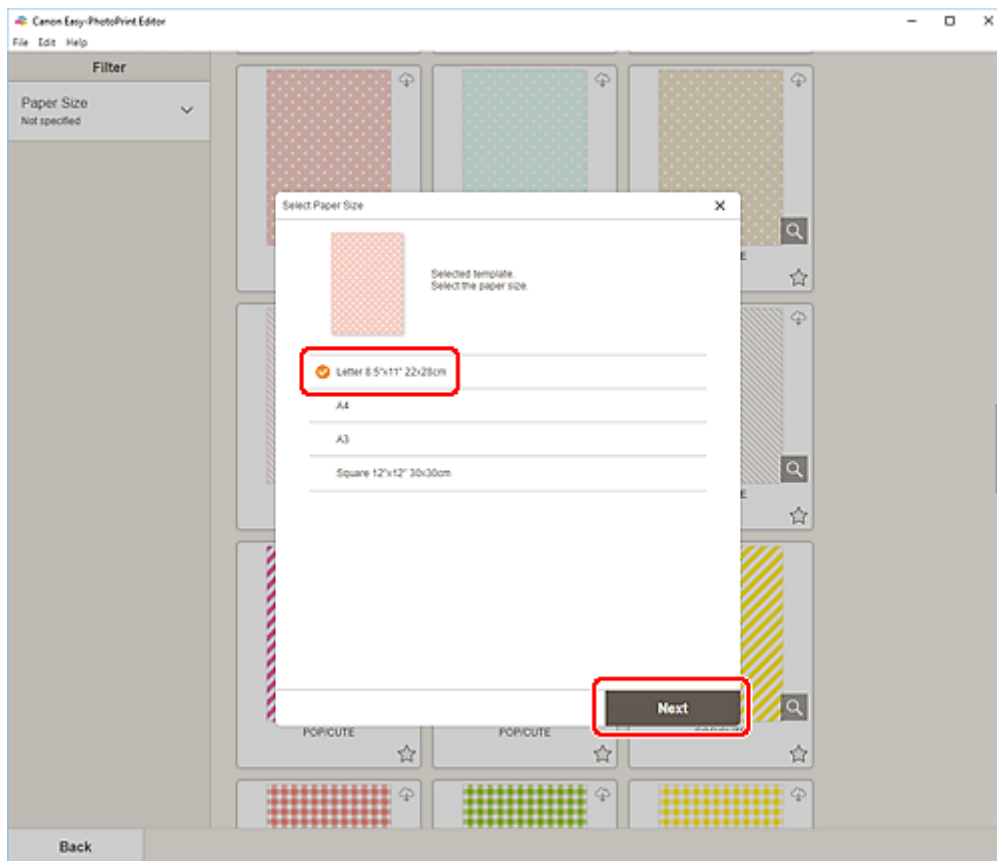 Canon Easy-PhotoPrint Editor
File Edit Help
Filter
Paper Size
Not specified
Select Paper Size
Selected template.
Select the paper size.
Letter 8.5"x11" 22x28cm
A4
A3
Square 12"x12" 30x30cm
Next
POP/CUTE
POP/CUTE
Back